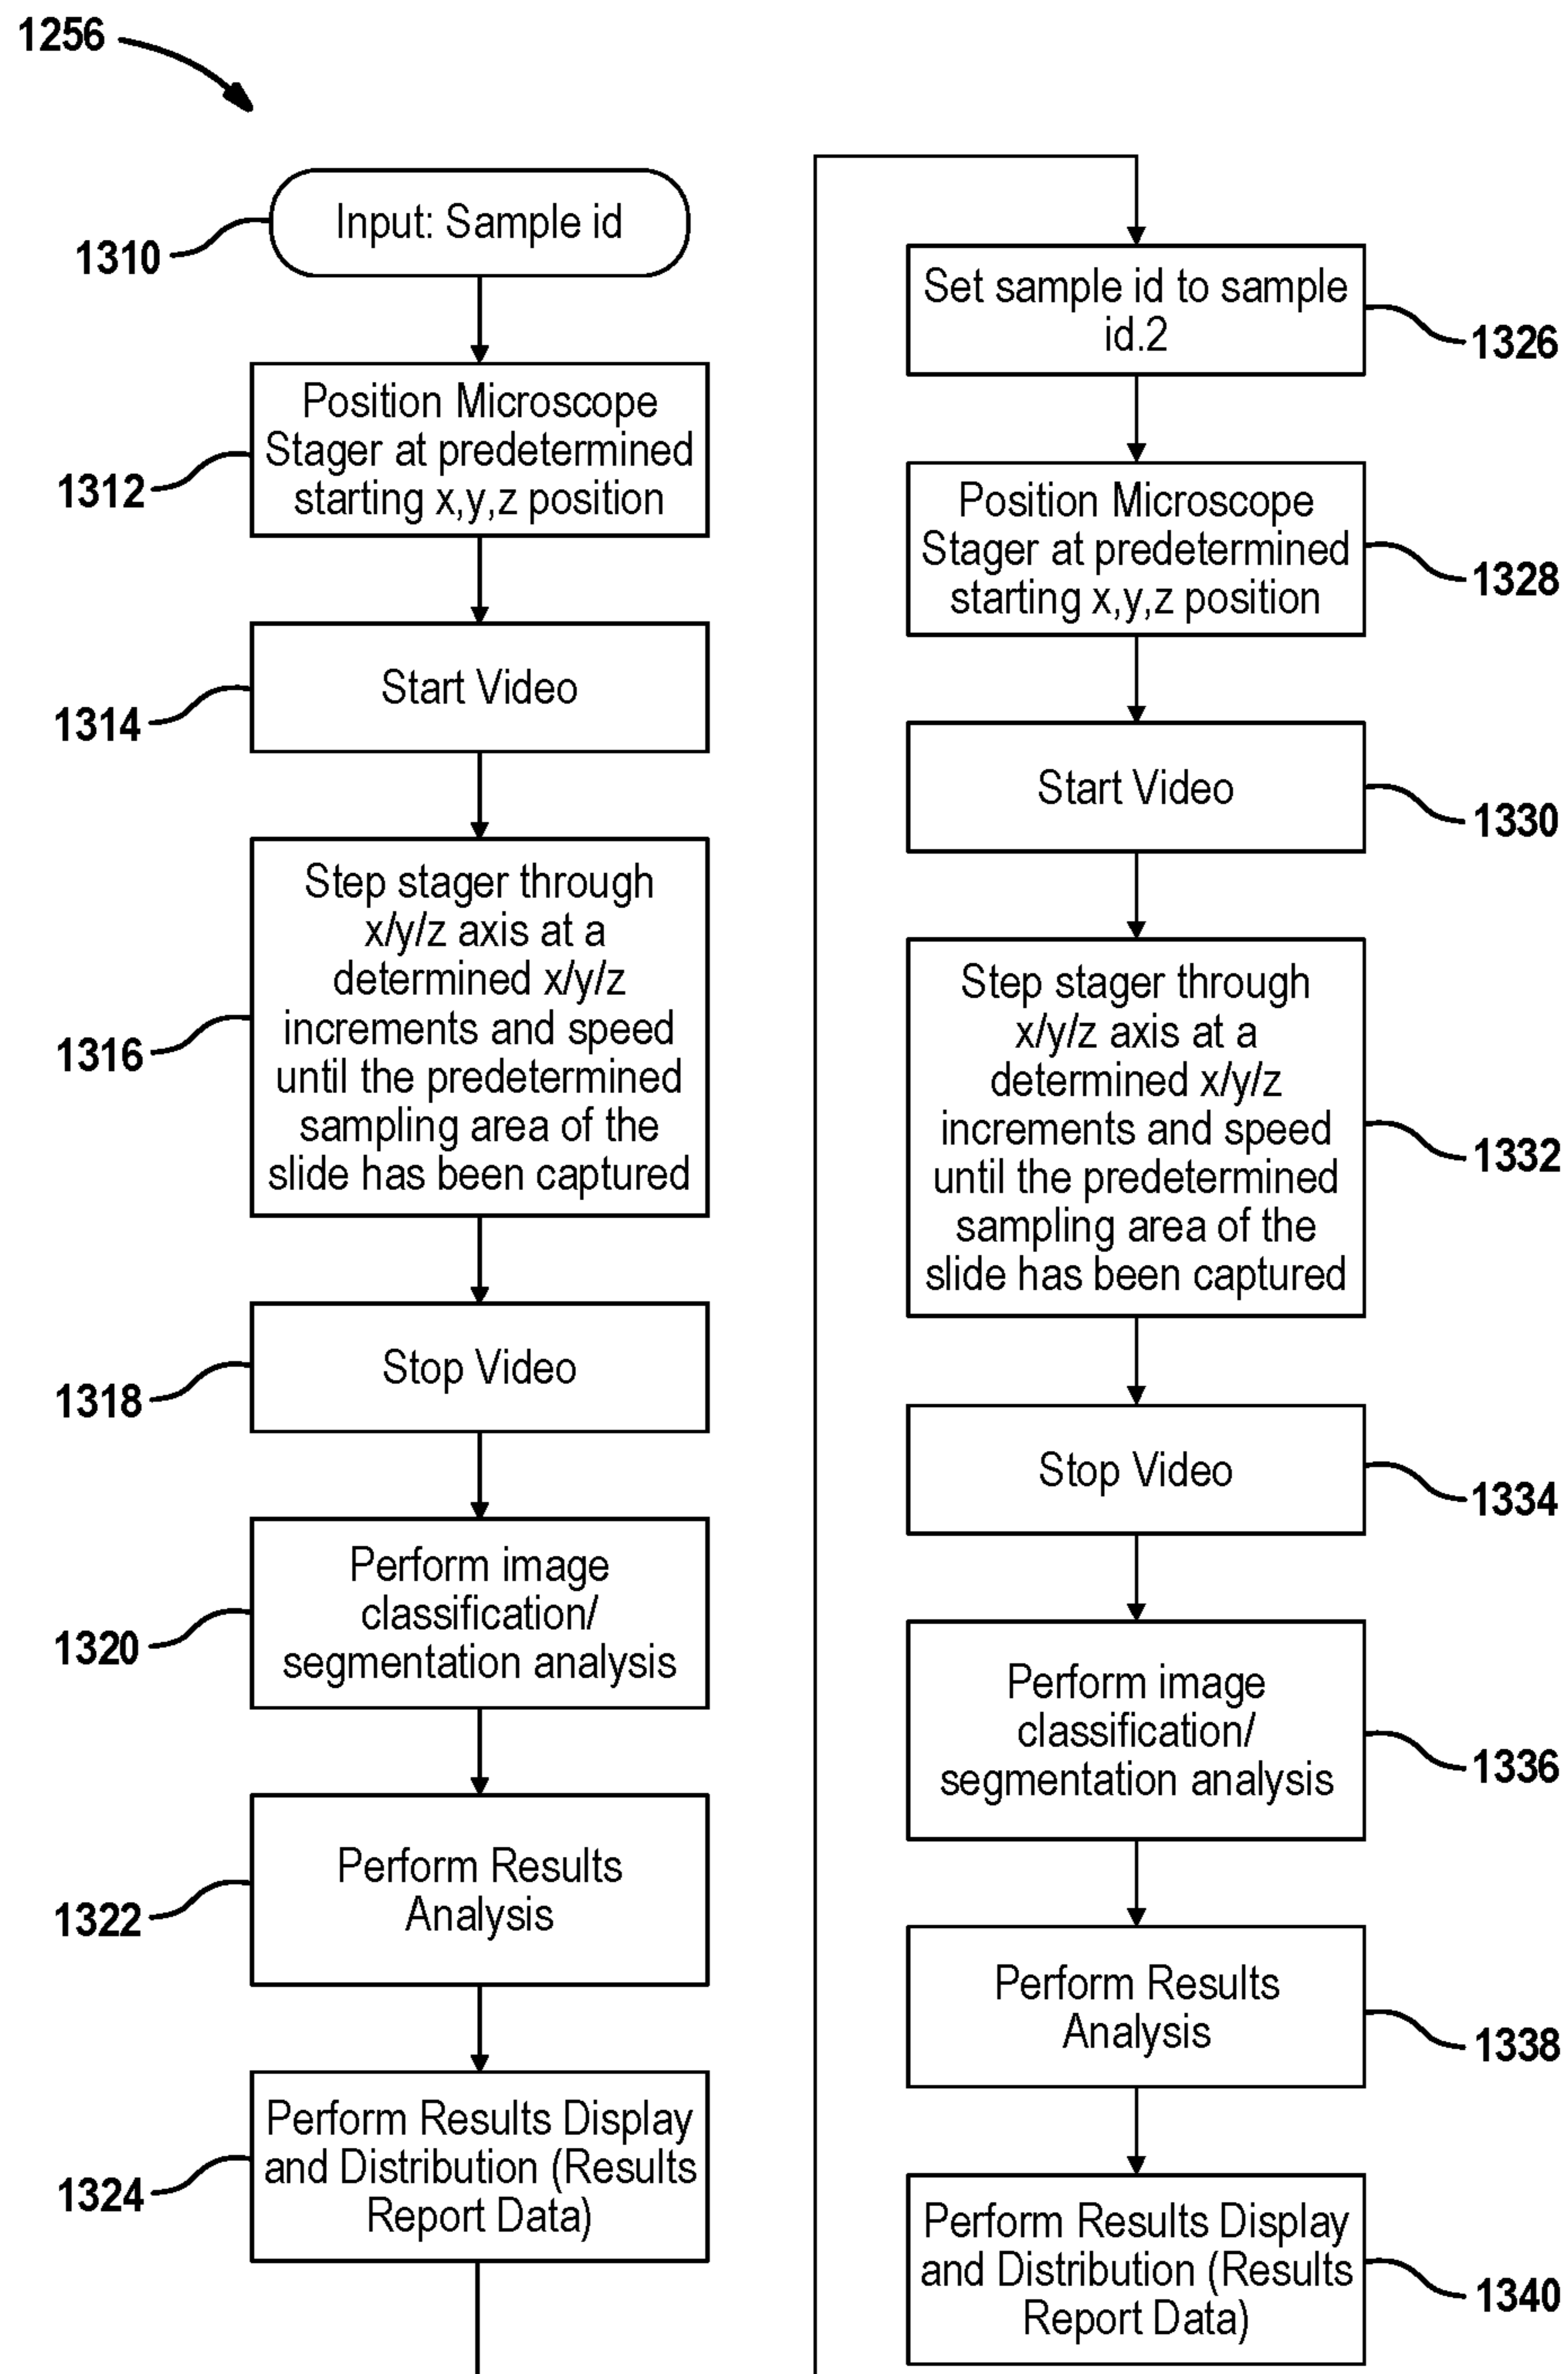 1256
Input: Sample id
1310
Position Microscope
Stager at predetermined
starting x,y,z position
1312
Start Video
1314
Step stager through
x/y/z axis at a
determined x/y/z
increments and speed
until the predetermined
sampling area of the
slide has been captured
1316
Stop Video
1318
Perform image
classification/
segmentation analysis
1320
Perform Results
Analysis
1322
Perform Results Display
and Distribution (Results
Report Data)
1324
Set sample id to sample
id.2
1326
Position Microscope
Stager at predetermined
starting x,y,z position
1328
Start Video
1330
Step stager through
x/y/z axis at a
determined x/y/z
increments and speed
until the predetermined
sampling area of the
slide has been captured
1332
Stop Video
1334
Perform image
classification/
segmentation analysis
1336
Perform Results
Analysis
1338
Perform Results Display
and Distribution (Results
Report Data)
1340